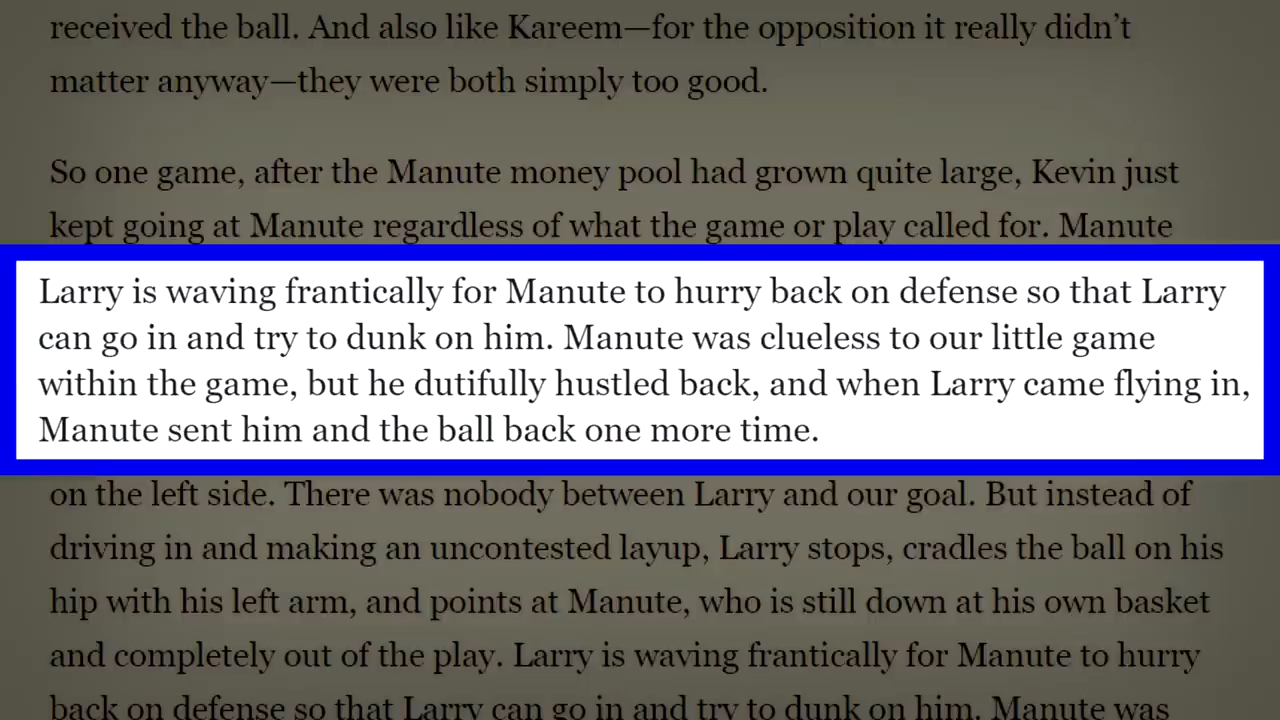 received the ball. And also like Kareem—for the opposition it really didn’t
matter anyway—they were both simply too good.
So one game, after the Manute money pool had grown quite large, Kevin just
kept going at Manute regardless of what the game or play called for. Manute
Larry is waving frantically for Manute to hurry back on defense so that Larry
can go in and try to dunk on him. Manute was clueless to our little game
within the game, but he dutifully hustled back, and when Larry came flying in,
Manute sent him and the ball back one more time.
on the left side. There was nobody between Larry and our goal. But instead of
driving in and making an uncontested layup, Larry stops, cradles the ball on his
hip with his left arm, and points at Manute, who is still down at his own basket
and completely out of the play. Larry is waving frantically for Manute to hurry
back on defense so that Larry can go in and try to dunk on him. Manute was